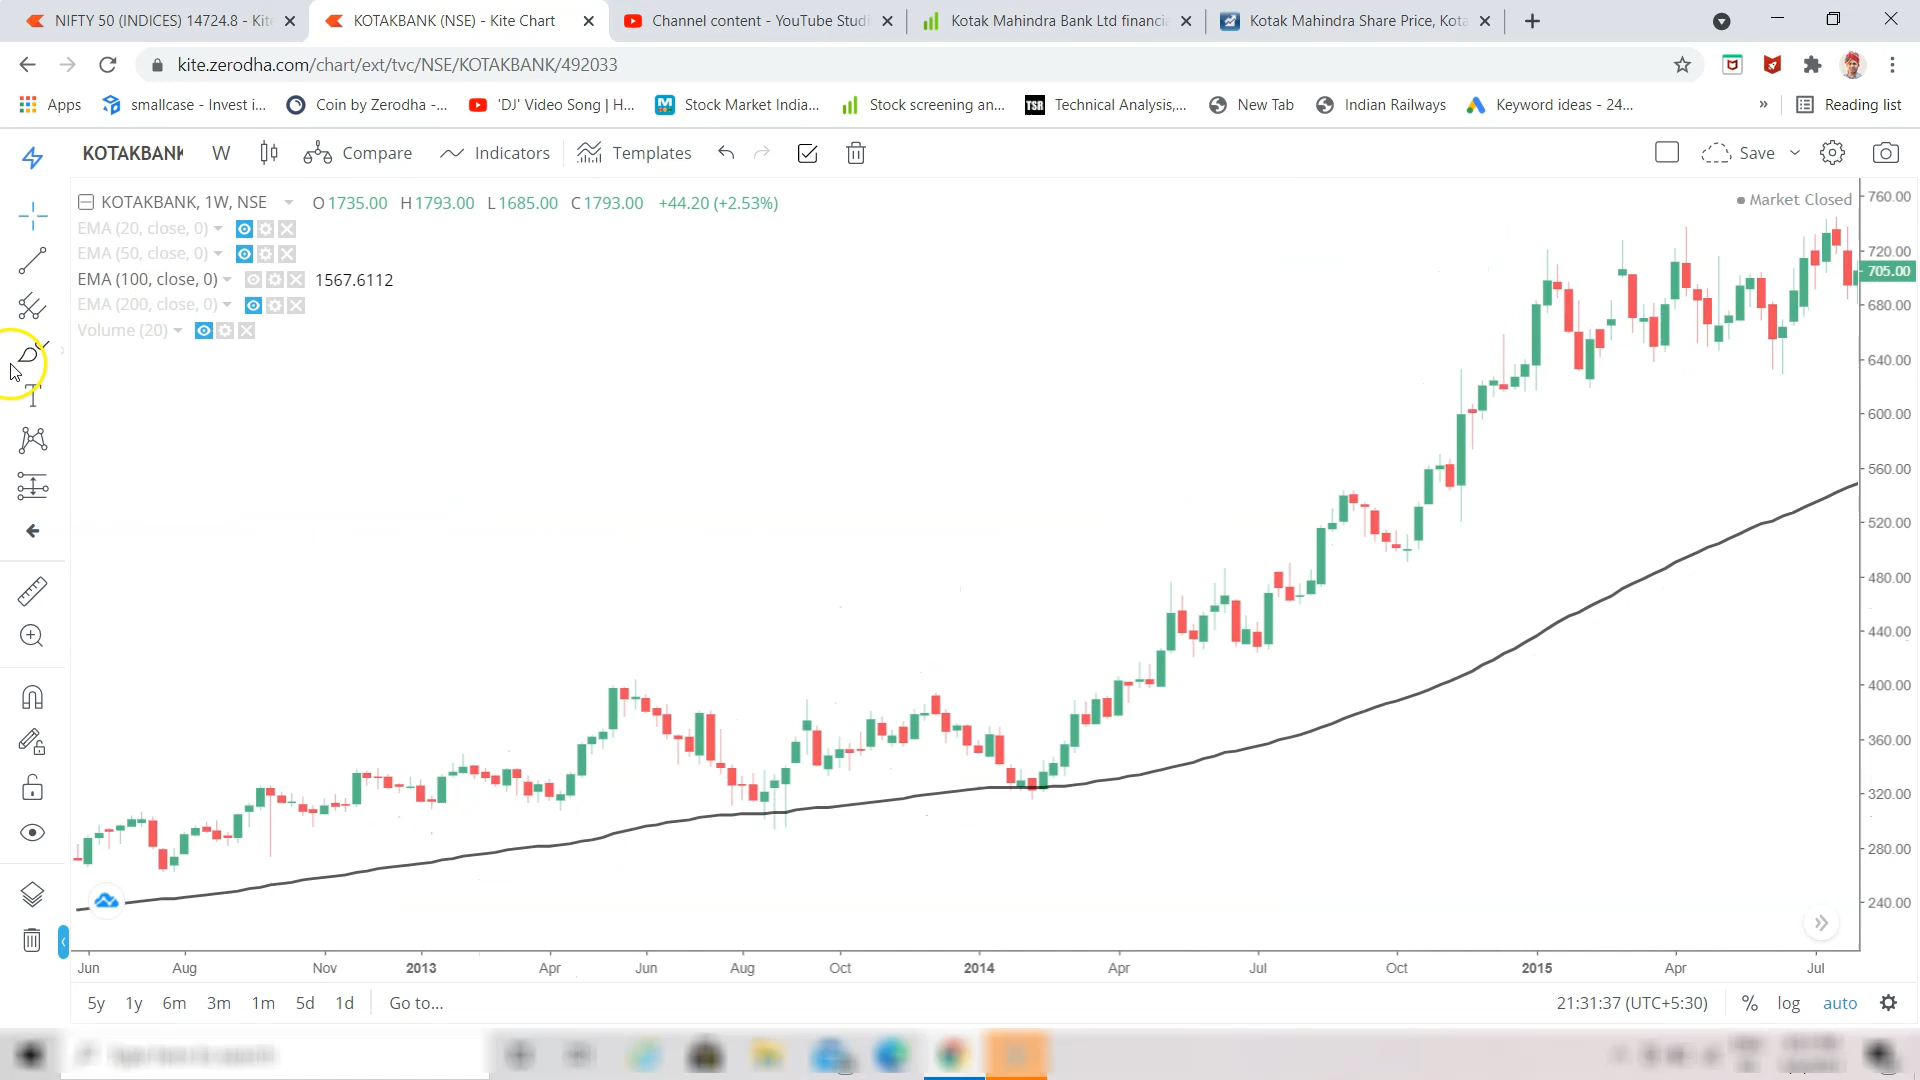 NIFTY 50 (INDICES) 14724.8 - Kite
KOTAKBANK (NSE) - Kite Chart
Channel content - YouTube Studi
Kotak Mahindra Bank Ltd financia
Kotak Mahindra Share Price, Kota
kite.zerodha.com/chart/ext/tvc/NSE/KOTAKBANK/492033
Apps smallcase - Invest i... Coin by Zerodha -... 'DJ' Video Song | H... Stock Market India... Stock screening an... TSR Technical Analysis,... New Tab Indian Railways Keyword ideas - 24... » Reading list
KOTAKBANK W Compare Indicators Templates Save
KOTAKBANK, 1W, NSE O1735.00 H1793.00 L1685.00 C1793.00 +44.20 (+2.53%)
Market Closed
EMA (20, close, 0)
EMA (50, close, 0)
EMA (100, close, 0) 1567.6112
EMA (200, close, 0)
Volume (20)
760.00
720.00
705.00
680.00
640.00
600.00
560.00
520.00
480.00
440.00
400.00
360.00
320.00
280.00
240.00
Jun Aug Nov 2013 Apr Jun Aug Oct 2014 Apr Jul Oct 2015 Apr Jul
5y 1y 6m 3m 1m 5d 1d Go to... 21:31:37 (UTC+5:30) % log auto